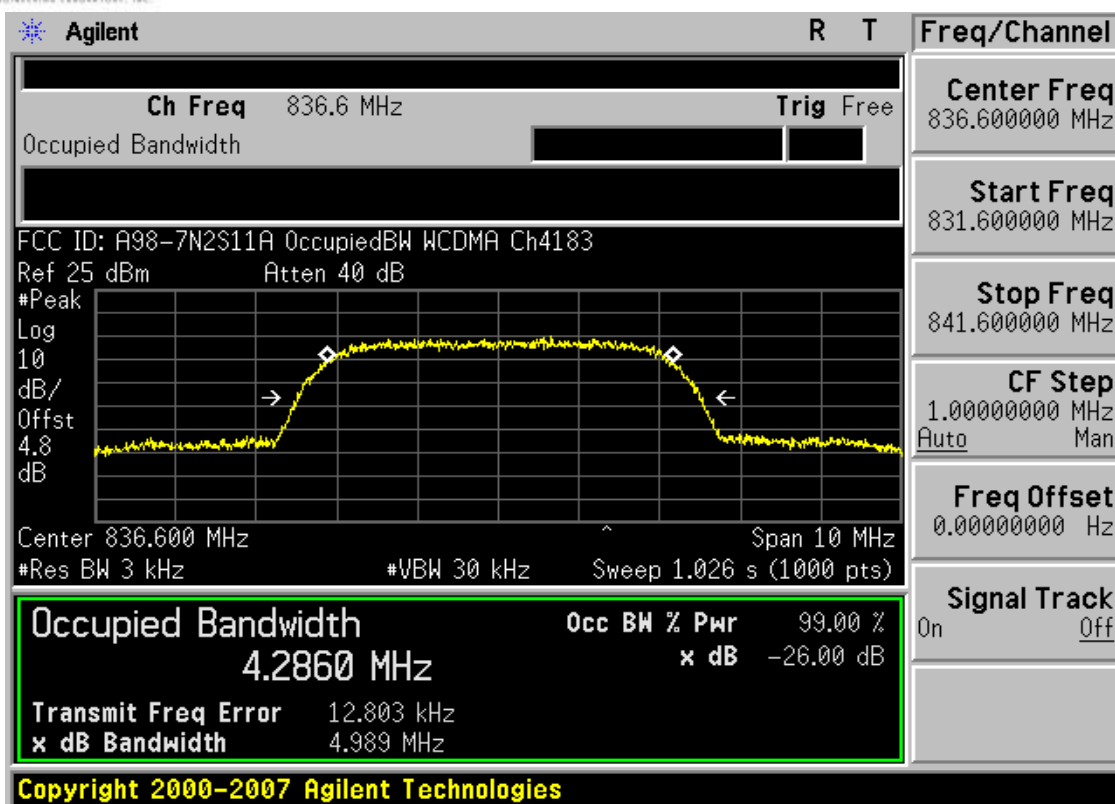 Agilent R T
Freq/Channel
Ch Freq 836.6 MHz Trig Free
Occupied Bandwidth
Center Freq
836.600000 MHz
Start Freq
831.600000 MHz
Stop Freq
841.600000 MHz
CF Step
1.00000000 MHz
Auto Man
Freq Offset
0.00000000 Hz
Signal Track
On Off
FCC ID: A98-7N2S11A OccupiedBW WCDMA Ch4183
Ref 25 dBm Atten 40 dB
#Peak
Log
10
dB/
Offst
4.8
dB
Center 836.600 MHz ^ Span 10 MHz
#Res BW 3 kHz #VBW 30 kHz Sweep 1.026 s (1000 pts)
Occupied Bandwidth Occ BW % Pwr 99.00 %
4.2860 MHz x dB -26.00 dB
Transmit Freq Error 12.803 kHz
x dB Bandwidth 4.989 MHz
Copyright 2000-2007 Agilent Technologies